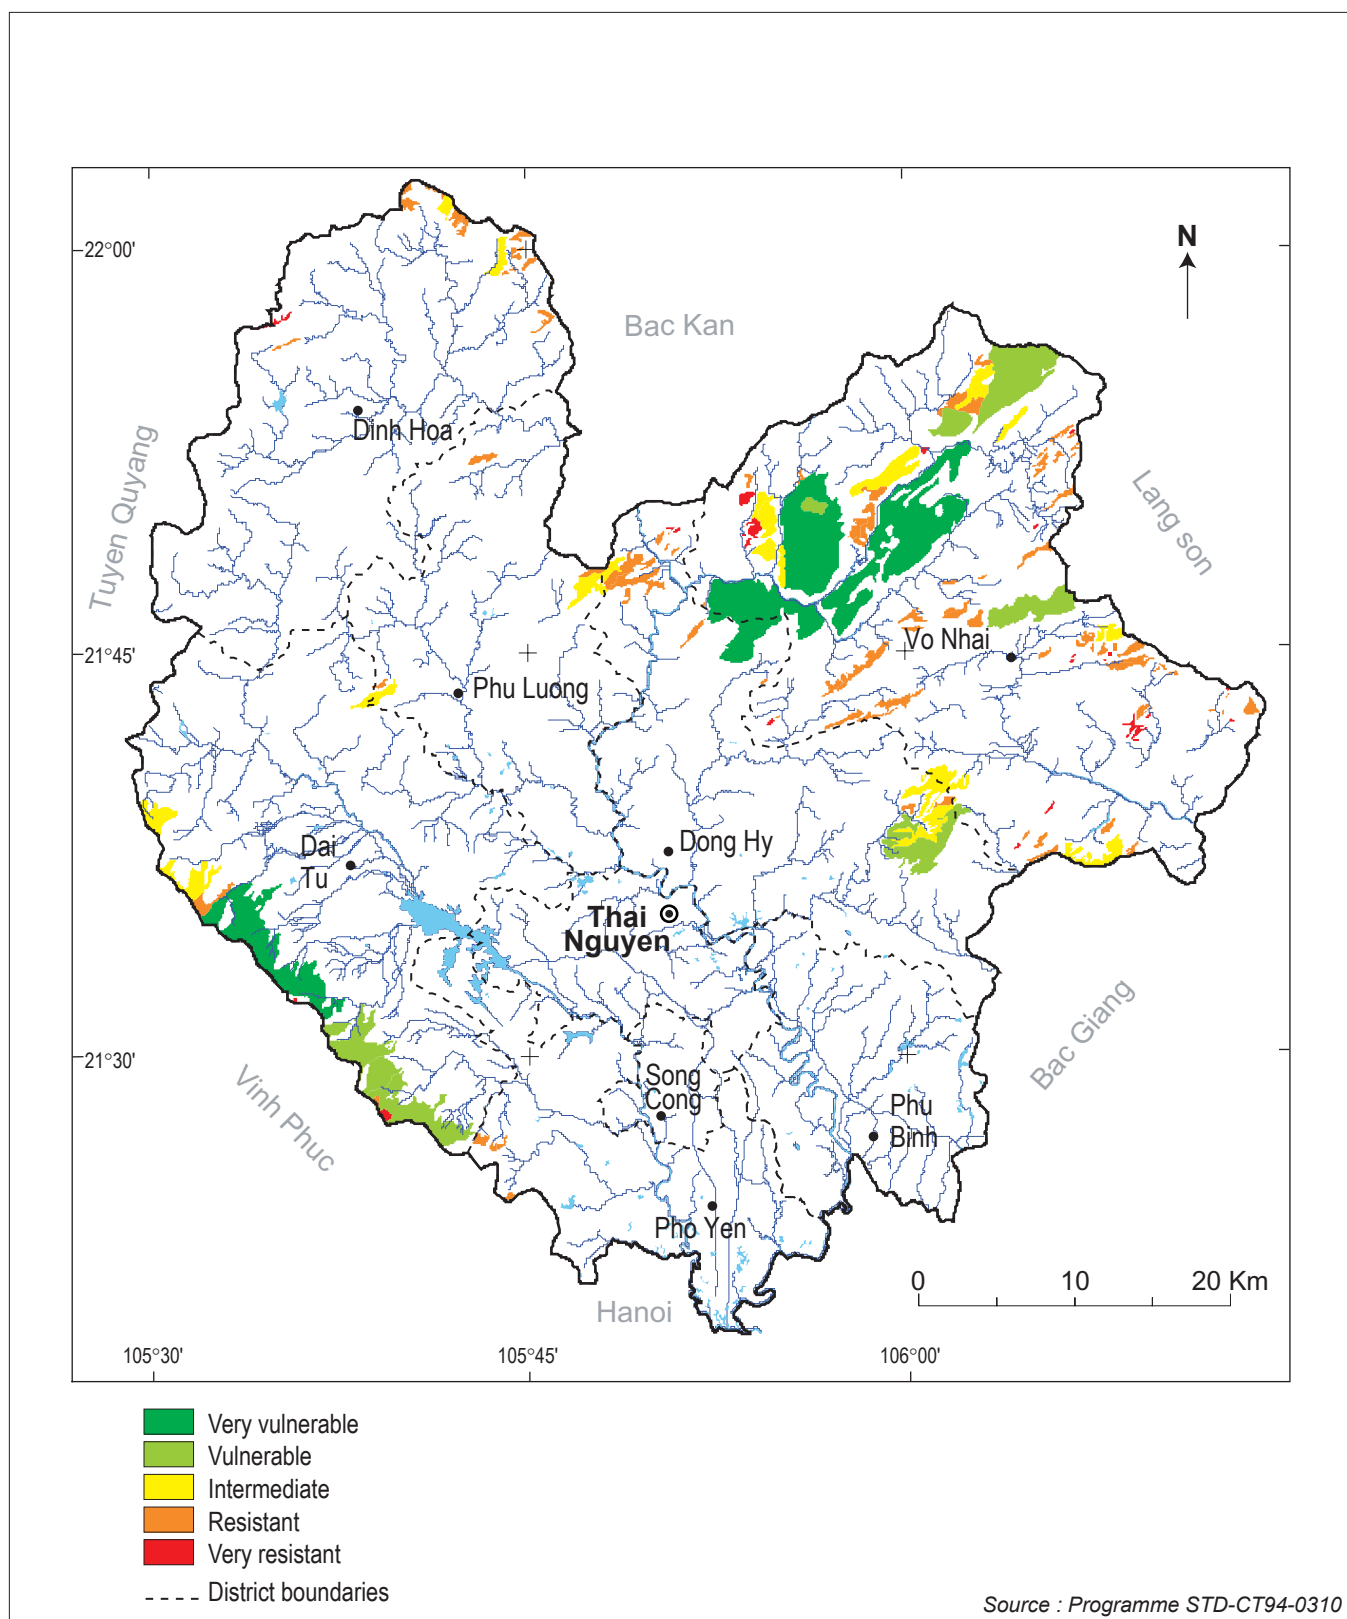 N
22°00'
Bac Kan
Dinh Hoa
Tuyen Quyang
Lang son
21°45'
Vo Nhai
Phu Luong
Dai
Tu
Dong Hy
Thai
Nguyen
Bac Giang
21°30'
Vinh Phuc
Song
Cong
Phu
Binh
Pho Yen
0 10 20 Km
Hanoi
105°30' 105°45' 106°00'
Very vulnerable
Vulnerable
Intermediate
Resistant
Very resistant
District boundaries
Source : Programme STD-CT94-0310